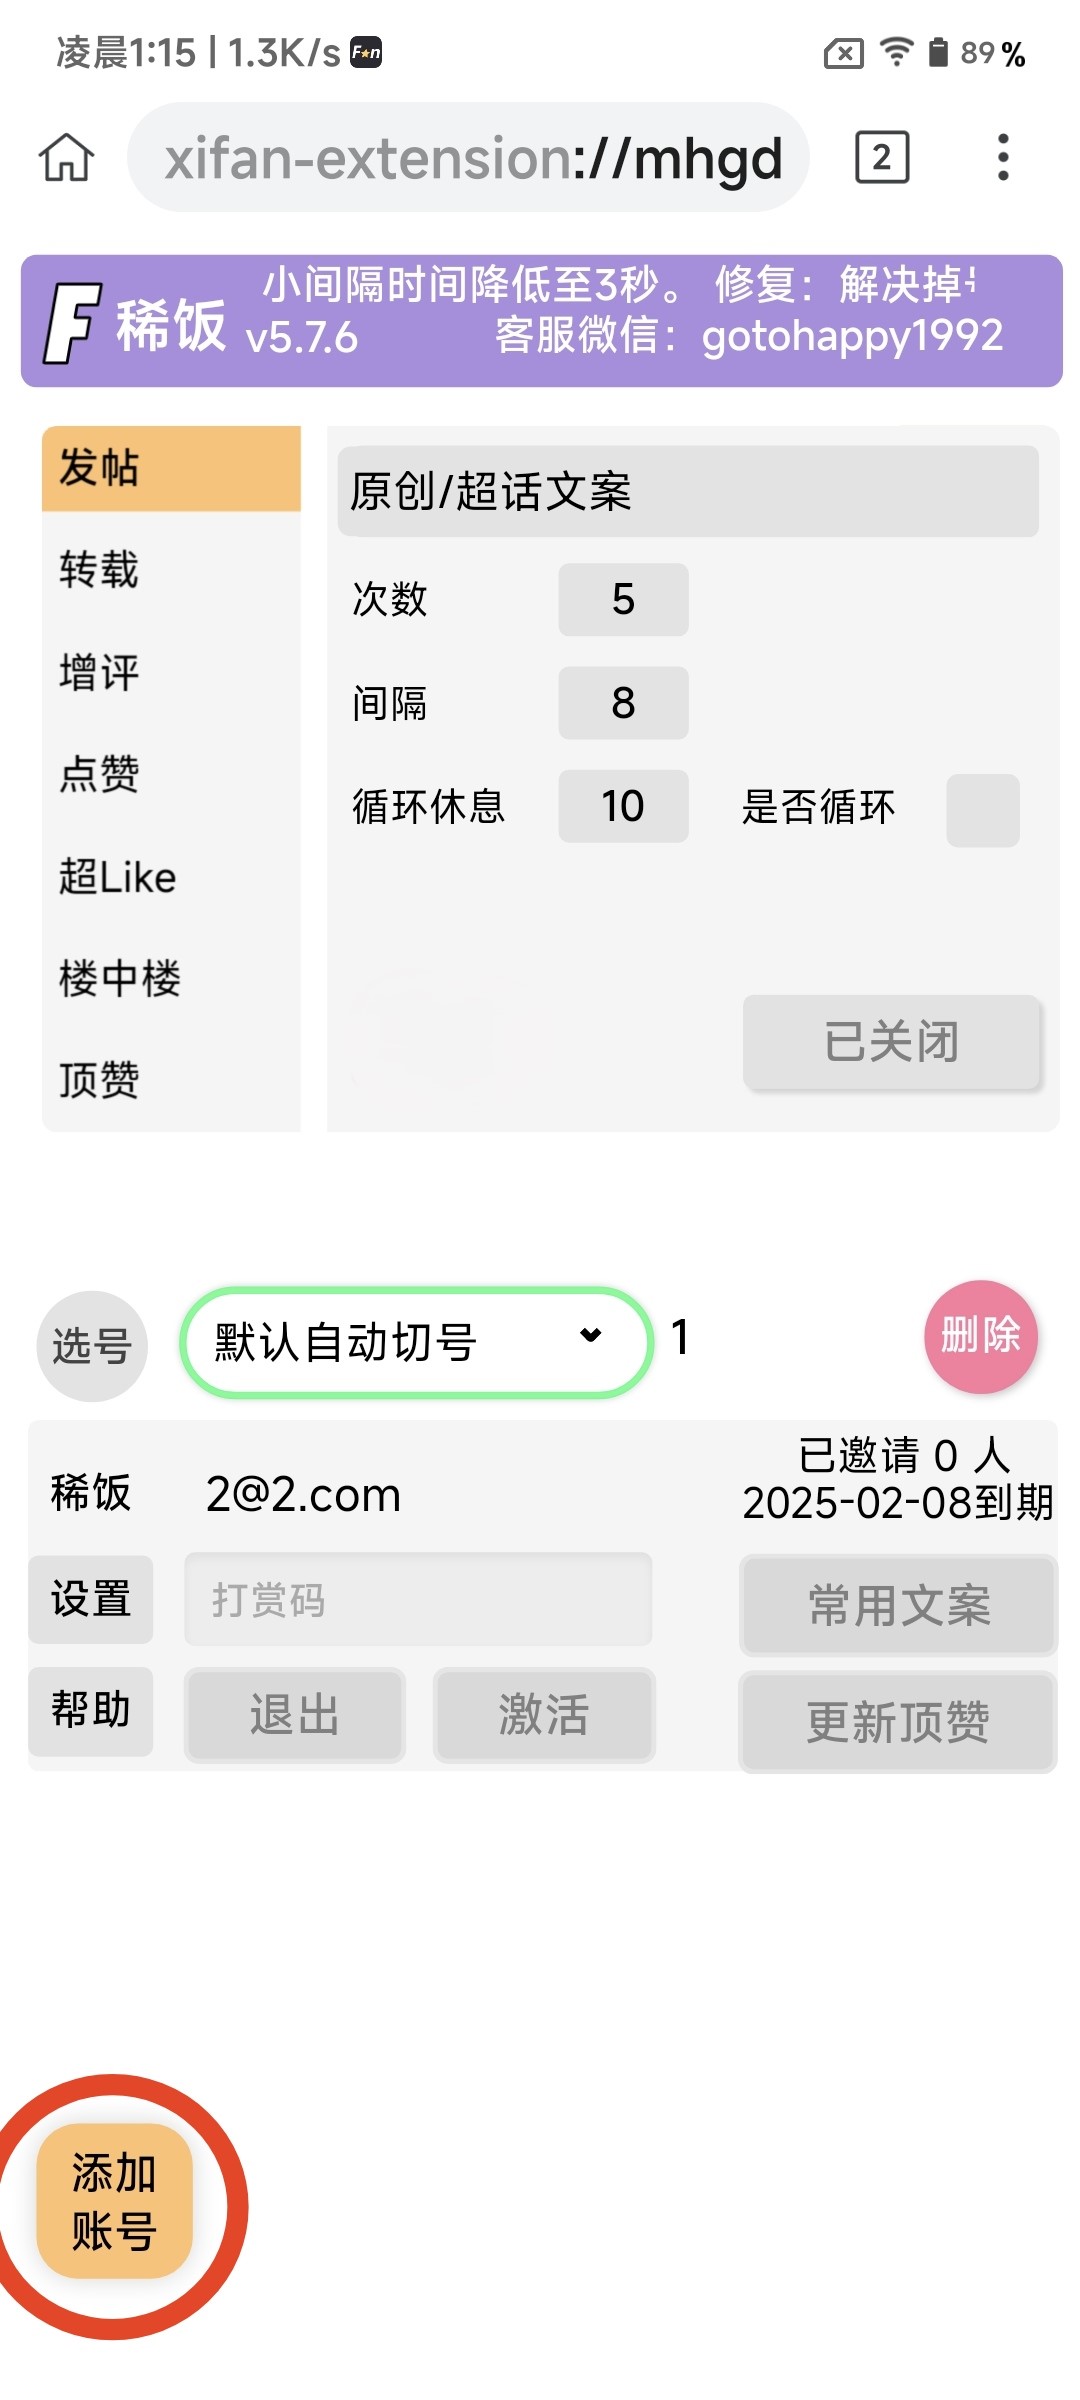 凌晨1:15 | 1.3K/s Fan
89%
xifan-extension://mhgd
2
F 稀饭
小间隔时间降低至3秒。 修复：解决掉
v5.7.6 客服微信：gotohappy1992
发帖
转载
增评
点赞
超Like
楼中楼
顶赞
原创/超话文案
次数 5
间隔 8
循环休息 10 是否循环
已关闭
选号 默认自动切号 1 删除
稀饭 2@2.com
已邀请 0 人
2025-02-08到期
设置 打赏码 常用文案
帮助 退出 激活 更新顶赞
添加
账号